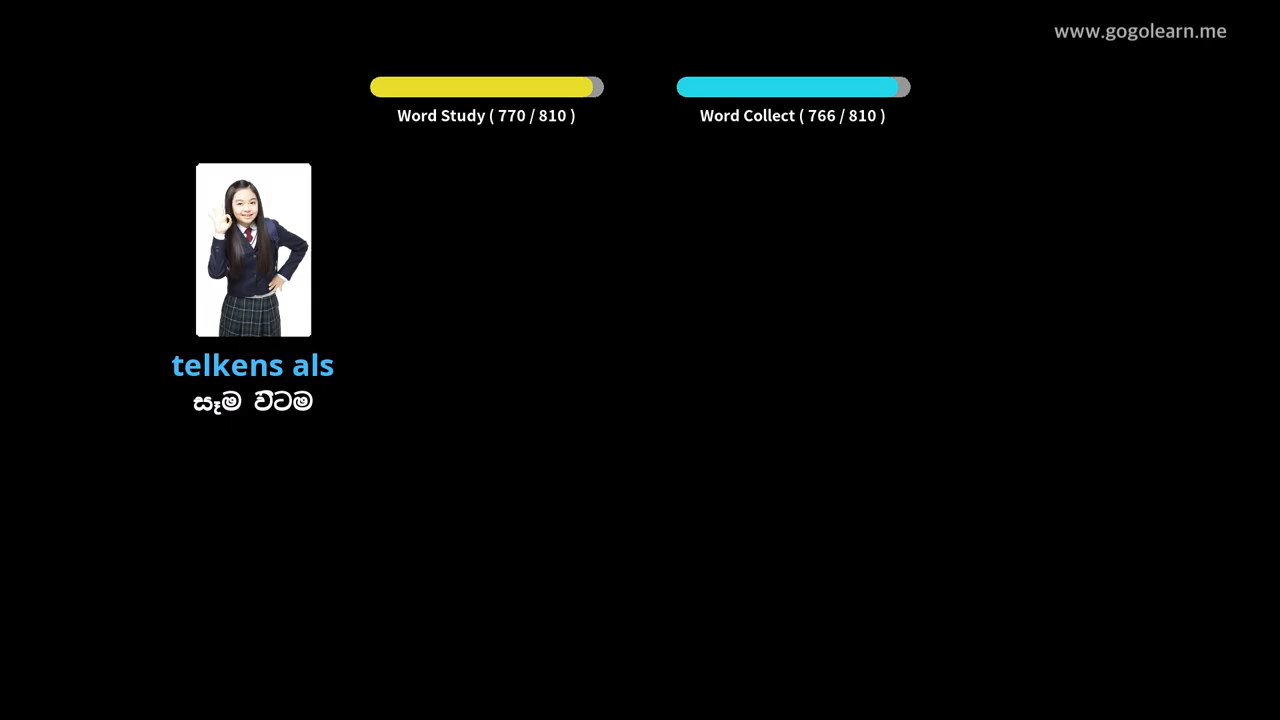 www.gogolearn.me
Word Study ( 770 / 810 )
Word Collect ( 766 / 810 )
telkens als
සෑම විටම